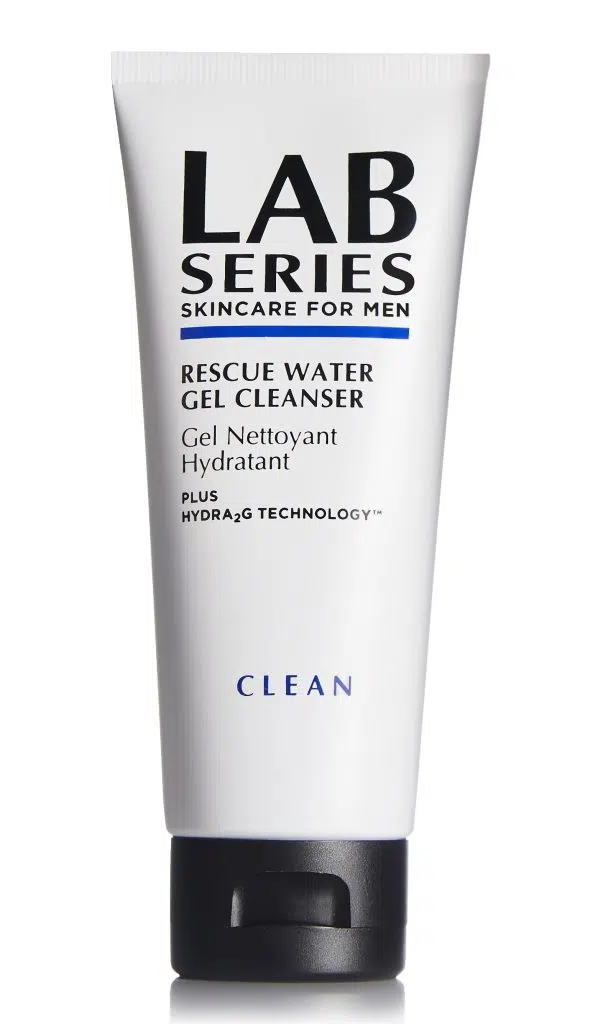 LAB
SERIES
SKINCARE FOR MEN
RESCUE WATER
GEL CLEANSER
Gel Nettoyant
Hydratant
PLUS
HYDRA₂G TECHNOLOGY™
CLEAN